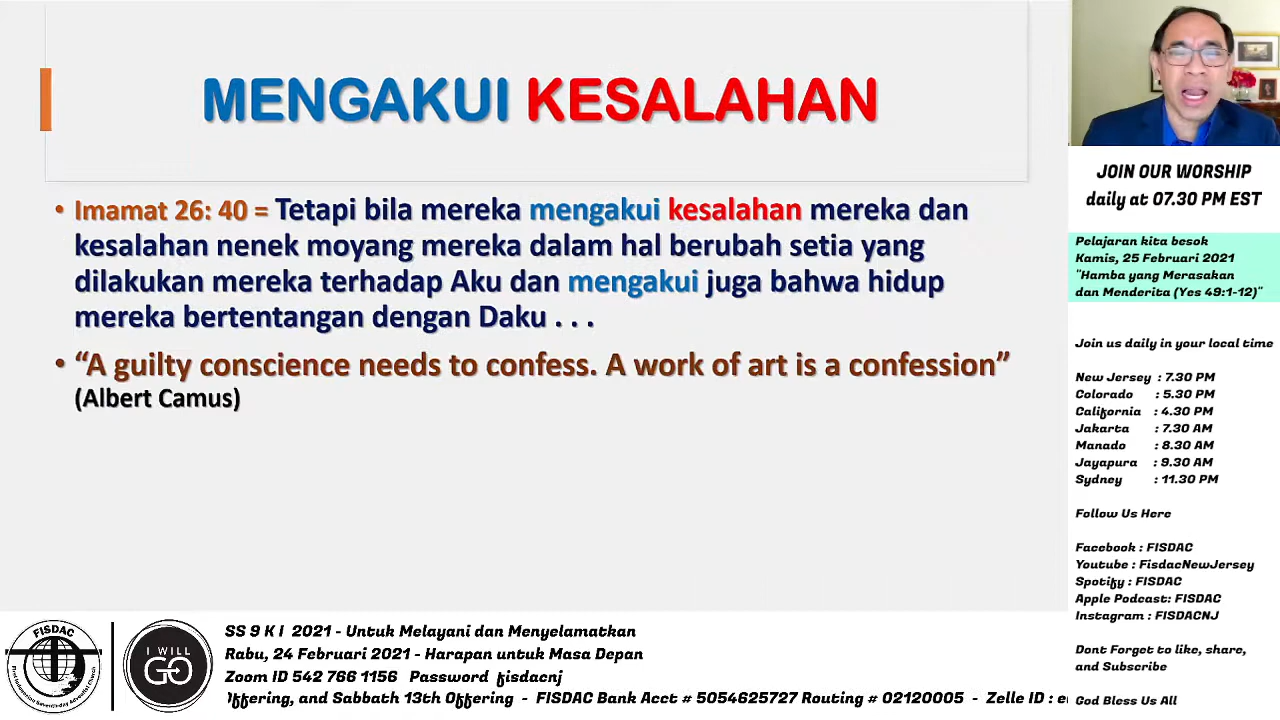 MENGAKUI KESALAHAN
• Imamat 26: 40 = Tetapi bila mereka mengakui kesalahan mereka dan
kesalahan nenek moyang mereka dalam hal berubah setia yang
dilakukan mereka terhadap Aku dan mengakui juga bahwa hidup
mereka bertentangan dengan Daku . . .
• “A guilty conscience needs to confess. A work of art is a confession”
(Albert Camus)
JOIN OUR WORSHIP
daily at 07.30 PM EST
Pelajaran kita besok
Kamis, 25 Februari 2021
"Hamba yang Merasakan
dan Menderita (Yes 49:1-12)"
Join us daily in your local time
New Jersey : 7.30 PM
Colorado : 5.30 PM
California : 4.30 PM
Jakarta : 7.30 AM
Manado : 8.30 AM
Jayapura : 9.30 AM
Sydney : 11.30 PM
Follow Us Here
Facebook : FISDAC
Youtube : FisdacNewJersey
Spotify : FISDAC
Apple Podcast: FISDAC
Instagram : FISDACNJ
Dont Forget to like, share,
and Subscribe
God Bless Us All
FISDAC
I WILL
GO
SS 9 K I 2021 - Untuk Melayani dan Menyelamatkan
Rabu, 24 Februari 2021 - Harapan untuk Masa Depan
Zoom ID 542 766 1156 Password fisdacnj
Offering, and Sabbath 13th Offering - FISDAC Bank Acct # 5054625727 Routing # 02120005 - Zelle ID :